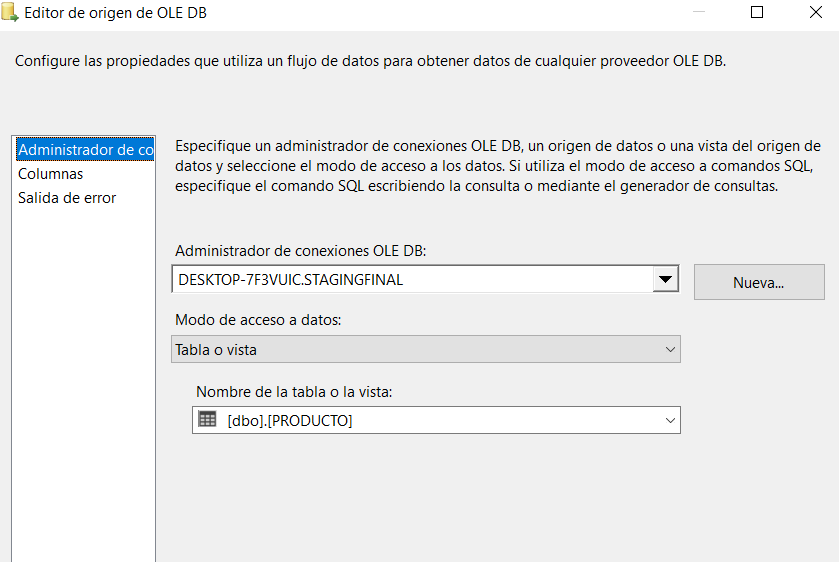 Editor de origen de OLE DB
Configure las propiedades que utiliza un flujo de datos para obtener datos de cualquier proveedor OLE DB.
Administrador de co
Columnas
Salida de error
Especifique un administrador de conexiones OLE DB, un origen de datos o una vista del origen de
datos y seleccione el modo de acceso a los datos. Si utiliza el modo de acceso a comandos SQL,
especifique el comando SQL escribiendo la consulta o mediante el generador de consultas.
Administrador de conexiones OLE DB:
DESKTOP-7F3VUIC.STAGINGFINAL
Nueva...
Modo de acceso a datos:
Tabla o vista
Nombre de la tabla o la vista:
[dbo].[PRODUCTO]